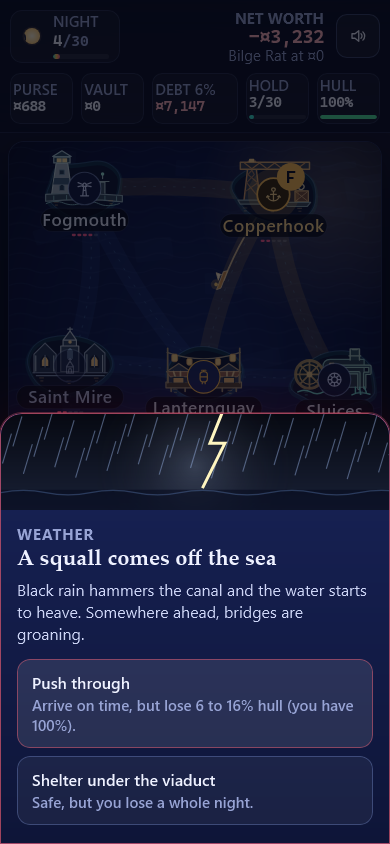 NIGHT
4/30
NET WORTH
−¤3,232
Bilge Rat at ¤0
PURSE
¤688
VAULT
¤0
DEBT 6%
¤7,147
HOLD
3/30
HULL
100%
Fogmouth
F
Copperhook
Saint Mire
Lanternquay
Sluices
WEATHER
A squall comes off the sea
Black rain hammers the canal and the water starts
to heave. Somewhere ahead, bridges are
groaning.
Push through
Arrive on time, but lose 6 to 16% hull (you have
100%).
Shelter under the viaduct
Safe, but you lose a whole night.